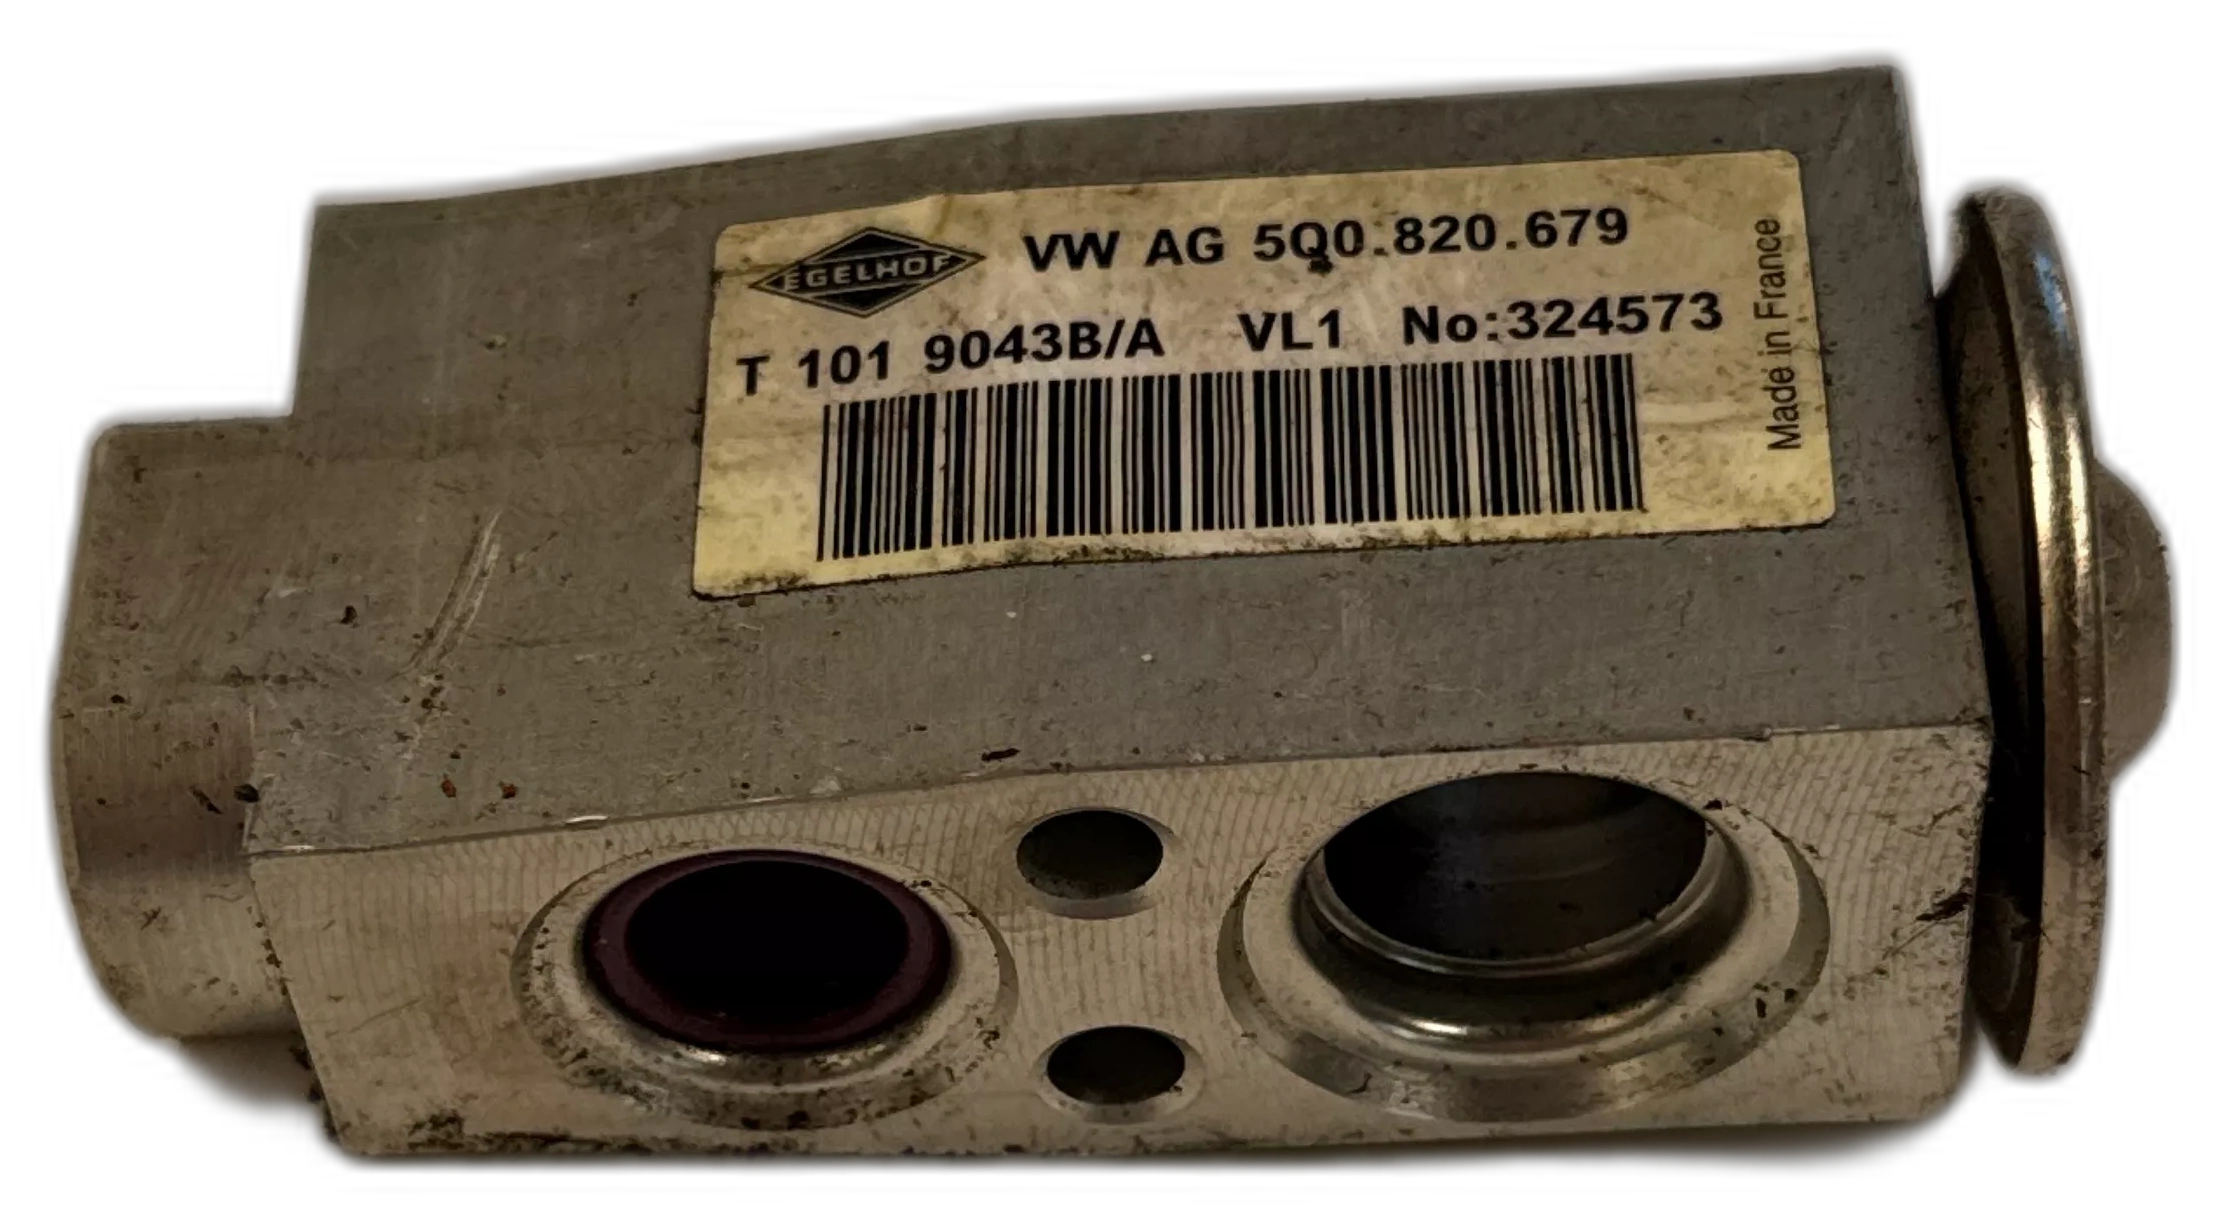 EGELHOF
VW AG 5Q0.820.679
T 101 9043B/A VL1 No:324573
Made in France